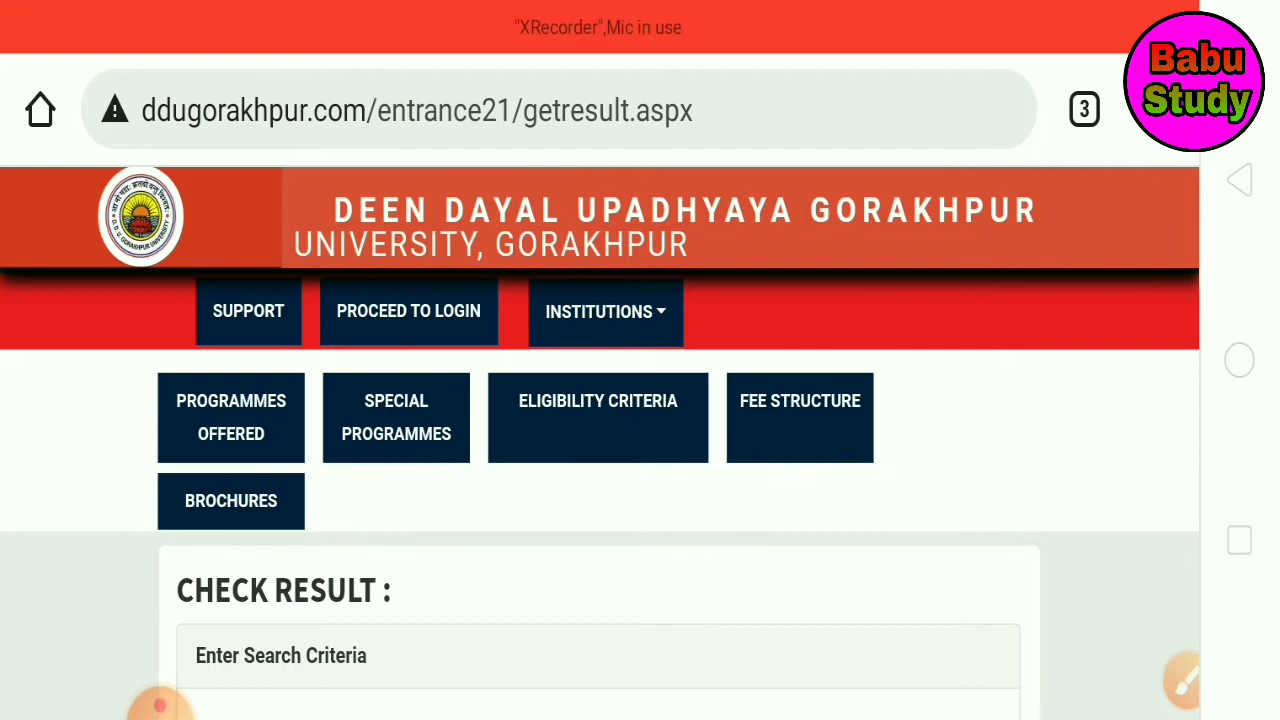 "XRecorder",Mic in use
Babu
Study
ddugorakhpur.com/entrance21/getresult.aspx
3
DEEN DAYAL UPADHYAYA GORAKHPUR
UNIVERSITY, GORAKHPUR
SUPPORT
PROCEED TO LOGIN
INSTITUTIONS
PROGRAMMES
OFFERED
SPECIAL
PROGRAMMES
ELIGIBILITY CRITERIA
FEE STRUCTURE
BROCHURES
CHECK RESULT :
Enter Search Criteria